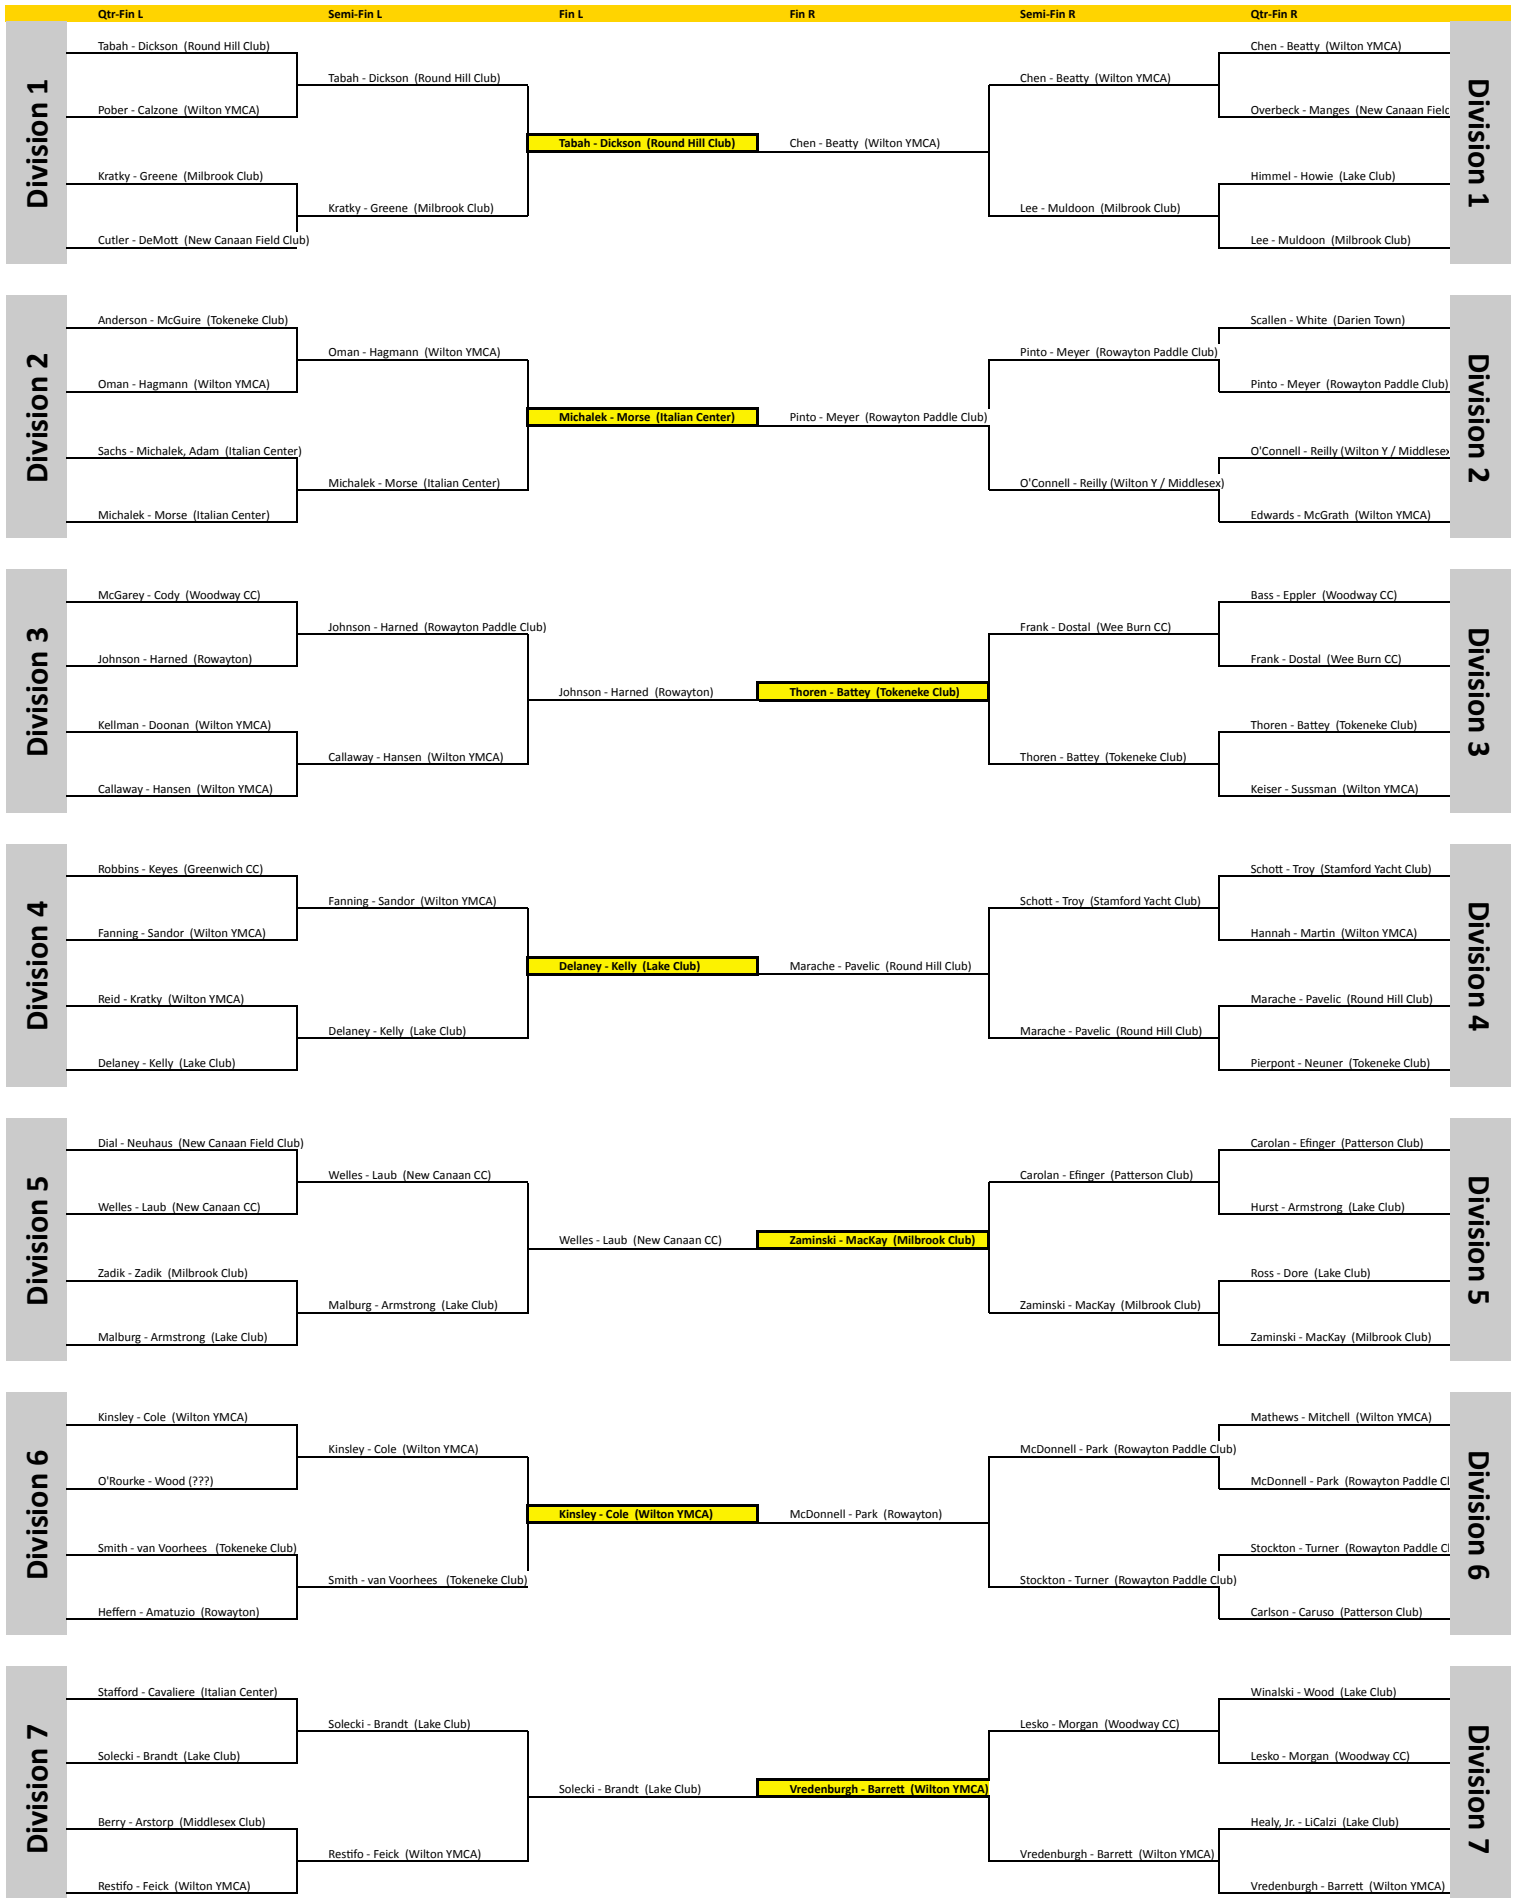 Qtr-Fin L Semi-Fin L Fin L Fin R Semi-Fin R Qtr-Fin R
Division 1
Tabah - Dickson (Round Hill Club) Chen - Beatty (Wilton YMCA)
Tabah - Dickson (Round Hill Club) Chen - Beatty (Wilton YMCA)
Pober - Calzone (Wilton YMCA) Overbeck - Manges (New Canaan Field
Tabah - Dickson (Round Hill Club) Chen - Beatty (Wilton YMCA)
Kratky - Greene (Milbrook Club) Himmel - Howie (Lake Club)
Kratky - Greene (Milbrook Club) Lee - Muldoon (Milbrook Club)
Cutler - DeMott (New Canaan Field Club) Lee - Muldoon (Milbrook Club)
Division 1
Division 2
Anderson - McGuire (Tokeneke Club) Scallen - White (Darien Town)
Oman - Hagmann (Wilton YMCA) Pinto - Meyer (Rowayton Paddle Club)
Oman - Hagmann (Wilton YMCA) Pinto - Meyer (Rowayton Paddle Club)
Michalek - Morse (Italian Center) Pinto - Meyer (Rowayton Paddle Club)
Sachs - Michalek, Adam (Italian Center) O'Connell - Reilly (Wilton Y / Middlesex
Michalek - Morse (Italian Center) O'Connell - Reilly (Wilton Y / Middlesex)
Michalek - Morse (Italian Center) Edwards - McGrath (Wilton YMCA)
Division 2
Division 3
McGarey - Cody (Woodway CC) Bass - Eppler (Woodway CC)
Johnson - Harned (Rowayton Paddle Club) Frank - Dostal (Wee Burn CC)
Johnson - Harned (Rowayton) Frank - Dostal (Wee Burn CC)
Johnson - Harned (Rowayton) Thoren - Battey (Tokeneke Club)
Kellman - Doonan (Wilton YMCA) Thoren - Battey (Tokeneke Club)
Callaway - Hansen (Wilton YMCA) Thoren - Battey (Tokeneke Club)
Callaway - Hansen (Wilton YMCA) Keiser - Sussman (Wilton YMCA)
Division 3
Division 4
Robbins - Keyes (Greenwich CC) Schott - Troy (Stamford Yacht Club)
Fanning - Sandor (Wilton YMCA) Schott - Troy (Stamford Yacht Club)
Fanning - Sandor (Wilton YMCA) Hannah - Martin (Wilton YMCA)
Delaney - Kelly (Lake Club) Marache - Pavelic (Round Hill Club)
Reid - Kratky (Wilton YMCA) Marache - Pavelic (Round Hill Club)
Delaney - Kelly (Lake Club) Marache - Pavelic (Round Hill Club)
Delaney - Kelly (Lake Club) Pierpont - Neuner (Tokeneke Club)
Division 4
Division 5
Dial - Neuhaus (New Canaan Field Club) Carolan - Efinger (Patterson Club)
Welles - Laub (New Canaan CC) Carolan - Efinger (Patterson Club)
Welles - Laub (New Canaan CC) Hurst - Armstrong (Lake Club)
Welles - Laub (New Canaan CC) Zaminski - MacKay (Milbrook Club)
Zadik - Zadik (Milbrook Club) Ross - Dore (Lake Club)
Malburg - Armstrong (Lake Club) Zaminski - MacKay (Milbrook Club)
Malburg - Armstrong (Lake Club) Zaminski - MacKay (Milbrook Club)
Division 5
Division 6
Kinsley - Cole (Wilton YMCA) Mathews - Mitchell (Wilton YMCA)
Kinsley - Cole (Wilton YMCA) McDonnell - Park (Rowayton Paddle Club)
O'Rourke - Wood (???) McDonnell - Park (Rowayton Paddle Cl
Kinsley - Cole (Wilton YMCA) McDonnell - Park (Rowayton)
Smith - van Voorhees (Tokeneke Club) Stockton - Turner (Rowayton Paddle Cl
Smith - van Voorhees (Tokeneke Club) Stockton - Turner (Rowayton Paddle Club)
Heffern - Amatuzio (Rowayton) Carlson - Caruso (Patterson Club)
Division 6
Division 7
Stafford - Cavaliere (Italian Center) Winalski - Wood (Lake Club)
Solecki - Brandt (Lake Club) Lesko - Morgan (Woodway CC)
Solecki - Brandt (Lake Club) Lesko - Morgan (Woodway CC)
Solecki - Brandt (Lake Club) Vredenburgh - Barrett (Wilton YMCA)
Berry - Arstorp (Middlesex Club) Healy, Jr. - LiCalzi (Lake Club)
Restifo - Feick (Wilton YMCA) Vredenburgh - Barrett (Wilton YMCA)
Restifo - Feick (Wilton YMCA) Vredenburgh - Barrett (Wilton YMCA)
Division 7